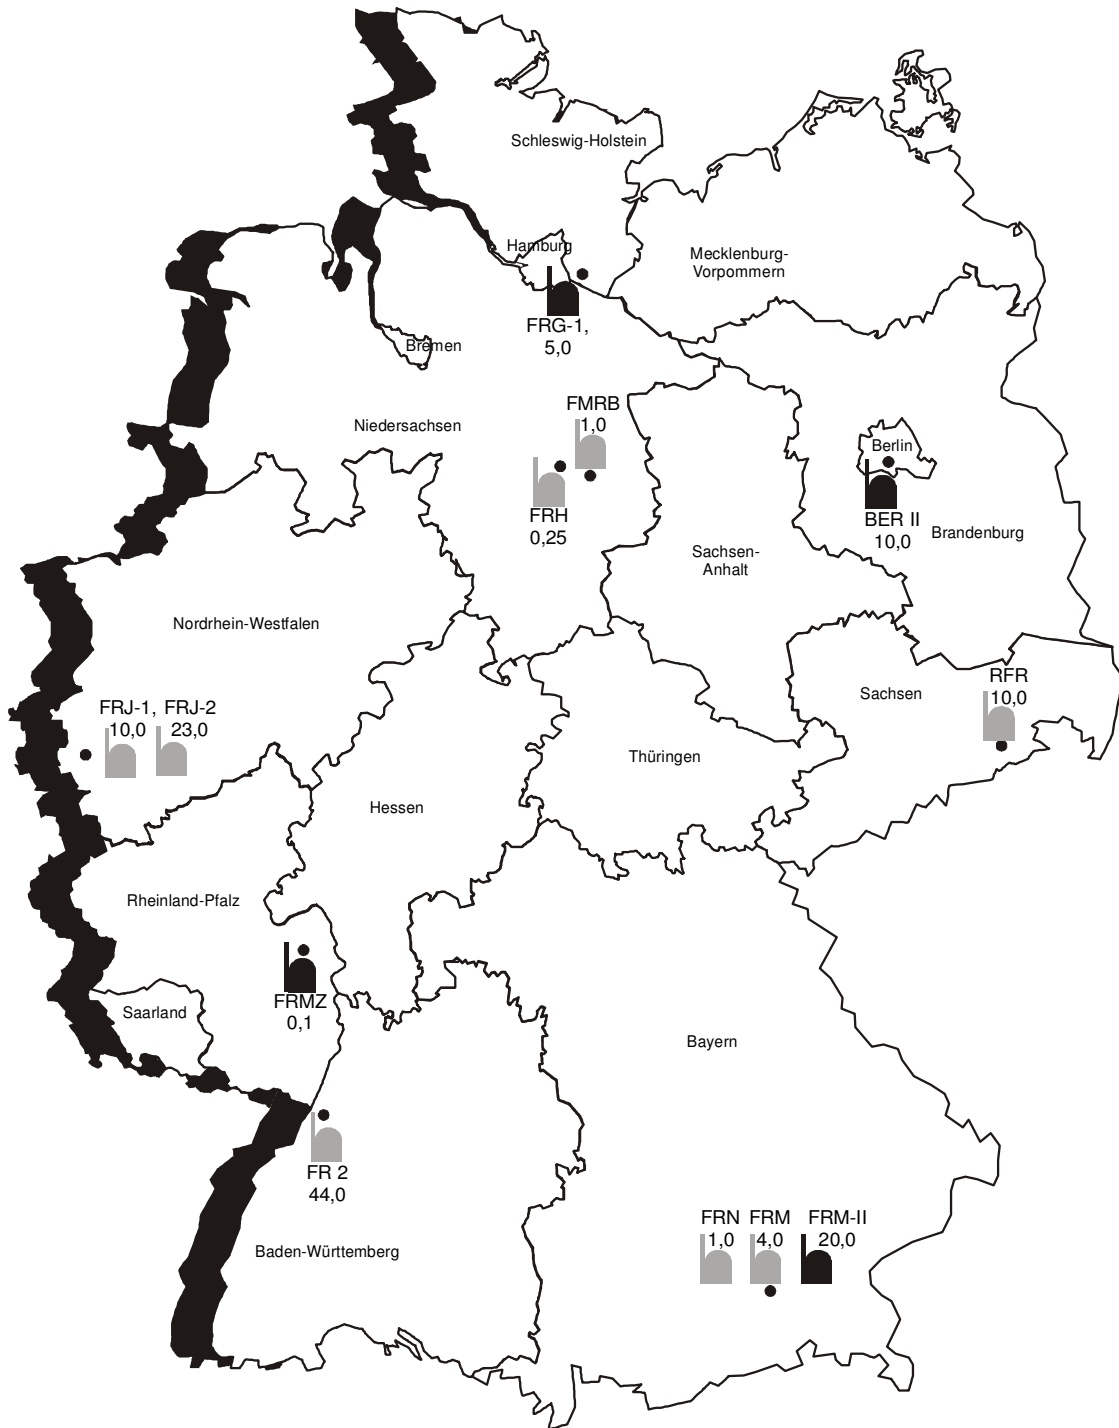 Schleswig-Holstein
Hamburg
Mecklenburg-
Vorpommern
FRG-1,
5,0
Bremen
Niedersachsen
FMRB
1,0
Berlin
FRH
0,25
BER II
10,0
Brandenburg
Sachsen-
Anhalt
Nordrhein-Westfalen
Sachsen
RFR
10,0
FRJ-1, FRJ-2
10,0 23,0
Thüringen
Hessen
Rheinland-Pfalz
FRMZ
0,1
Saarland
Bayern
FR 2
44,0
Baden-Württemberg
FRN FRM FRM-II
1,0 4,0 20,0